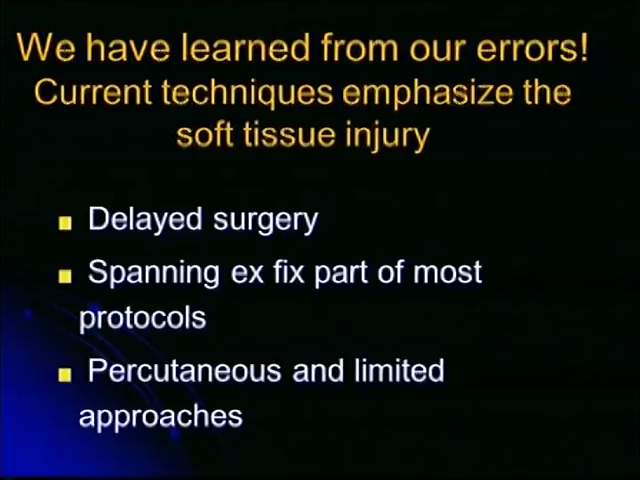 We have learned from our errors!
Current techniques emphasize the
soft tissue injury
Delayed surgery
Spanning ex fix part of most
protocols
Percutaneous and limited
approaches